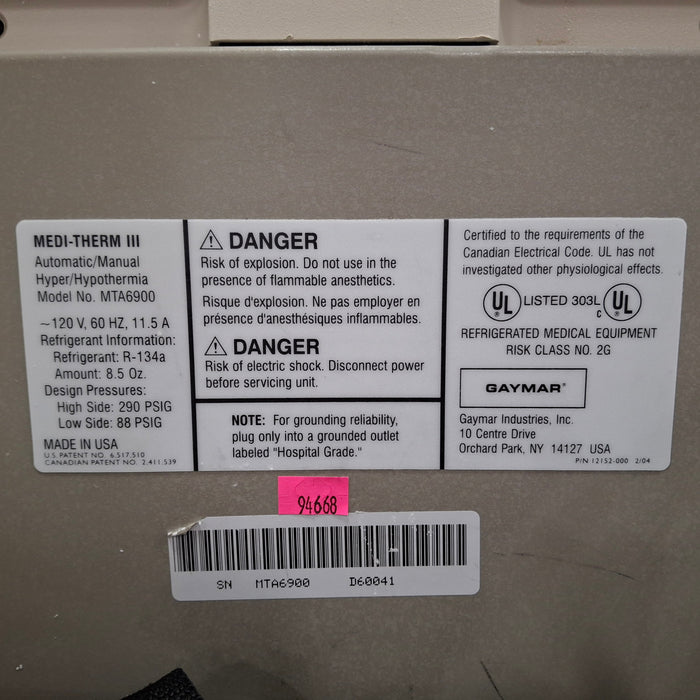 MEDI-THERM III
Automatic/Manual
Hyper/Hypothermia
Model No. MTA6900
~120 V, 60 HZ, 11.5 A
Refrigerant Information:
Refrigerant: R-134a
Amount: 8.5 Oz.
Design Pressures:
High Side: 290 PSIG
Low Side: 88 PSIG
MADE IN USA
U.S. PATENT NO. 6,517,510
CANADIAN PATENT NO. 2,411,539
DANGER
Risk of explosion. Do not use in the
presence of flammable anesthetics.
Risque d'explosion. Ne pas employer en
présence d'anesthésiques inflammables.
DANGER
Risk of electric shock. Disconnect power
before servicing unit.
NOTE: For grounding reliability,
plug only into a grounded outlet
labeled "Hospital Grade."
Certified to the requirements of the
Canadian Electrical Code. UL has not
investigated other physiological effects.
UL LISTED 303L c UL
REFRIGERATED MEDICAL EQUIPMENT
RISK CLASS NO. 2G
GAYMAR®
Gaymar Industries, Inc.
10 Centre Drive
Orchard Park, NY 14127 USA
P/N 12152-000 2/04
94668
SN MTA6900 D60041